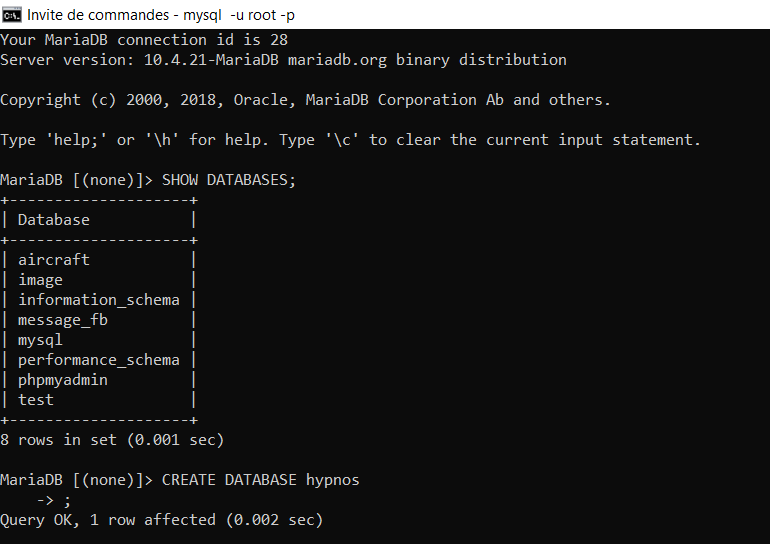 Invite de commandes - mysql  -u root -p
Your MariaDB connection id is 28
Server version: 10.4.21-MariaDB mariadb.org binary distribution
Copyright (c) 2000, 2018, Oracle, MariaDB Corporation Ab and others.
Type 'help;' or '\h' for help. Type '\c' to clear the current input statement.
MariaDB [(none)]> SHOW DATABASES;
+--------------------+
| Database           |
+--------------------+
| aircraft           |
| image              |
| information_schema |
| message_fb         |
| mysql              |
| performance_schema |
| phpmyadmin         |
| test               |
+--------------------+
8 rows in set (0.001 sec)
MariaDB [(none)]> CREATE DATABASE hypnos
    -> ;
Query OK, 1 row affected (0.002 sec)